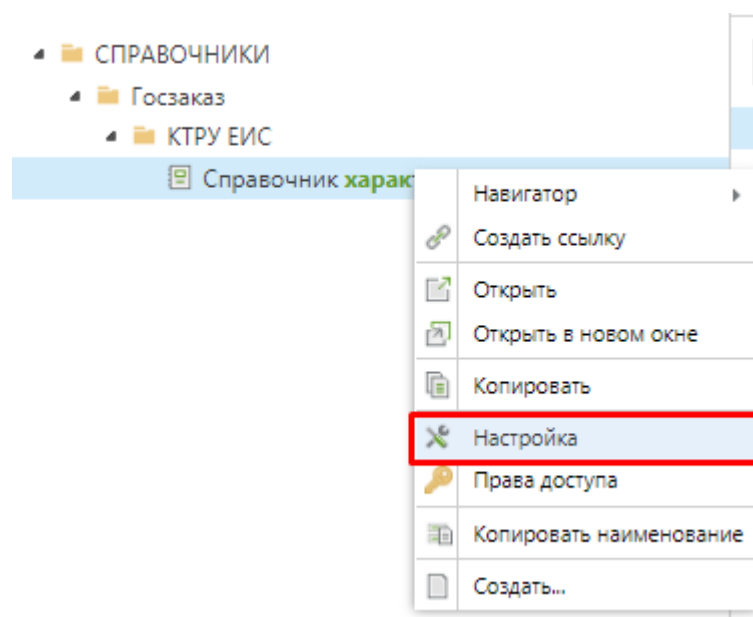 СПРАВОЧНИКИ
Госзаказ
КТРУ ЕИС
Справочник харак
Навигатор
Создать ссылку
Открыть
Открыть в новом окне
Копировать
Настройка
Права доступа
Копировать наименование
Создать...